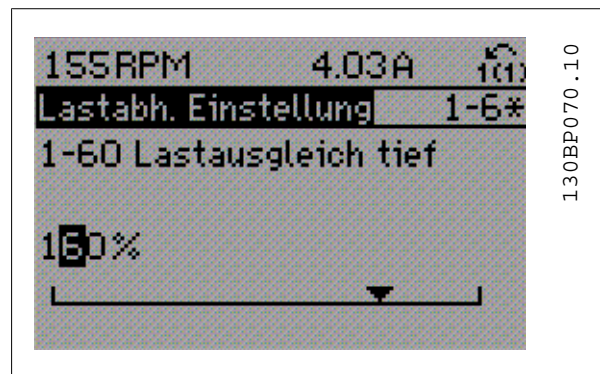 155RPM 4.03A 1(1)
Lastabh. Einstellung 1-6*
1-60 Lastausgleich tief
160%
130BP070.10